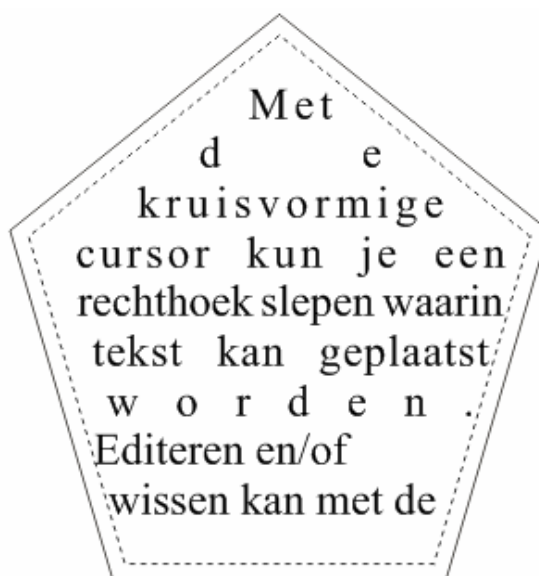 Met
d e
kruisvormige
cursor kun je een
rechthoek slepen waarin
tekst kan geplaatst
worden.
Editeren en/of
wissen kan met de